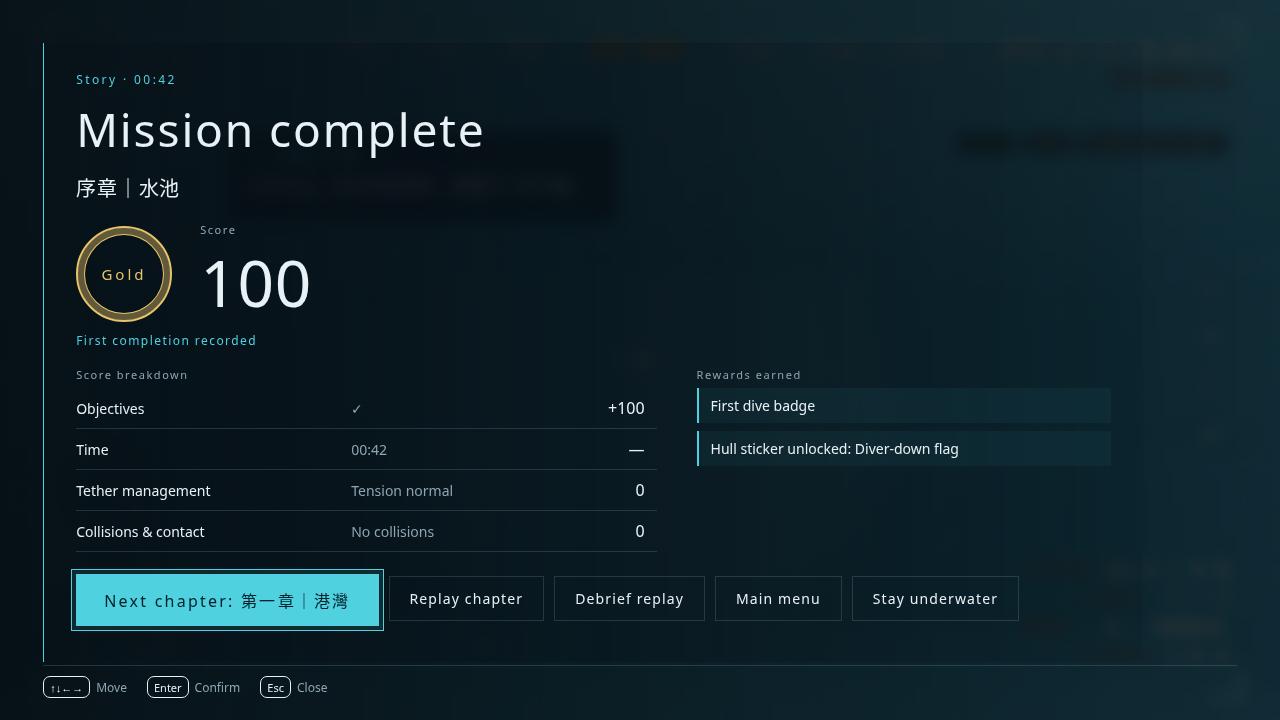 Story · 00:42
Mission complete
序章｜水池
Gold
Score
100
First completion recorded
Score breakdown
Objectives ✓ +100
Time 00:42 —
Tether management Tension normal 0
Collisions & contact No collisions 0
Rewards earned
First dive badge
Hull sticker unlocked: Diver-down flag
Next chapter: 第一章｜港灣 Replay chapter Debrief replay Main menu Stay underwater
↑↓←→ Move Enter Confirm Esc Close